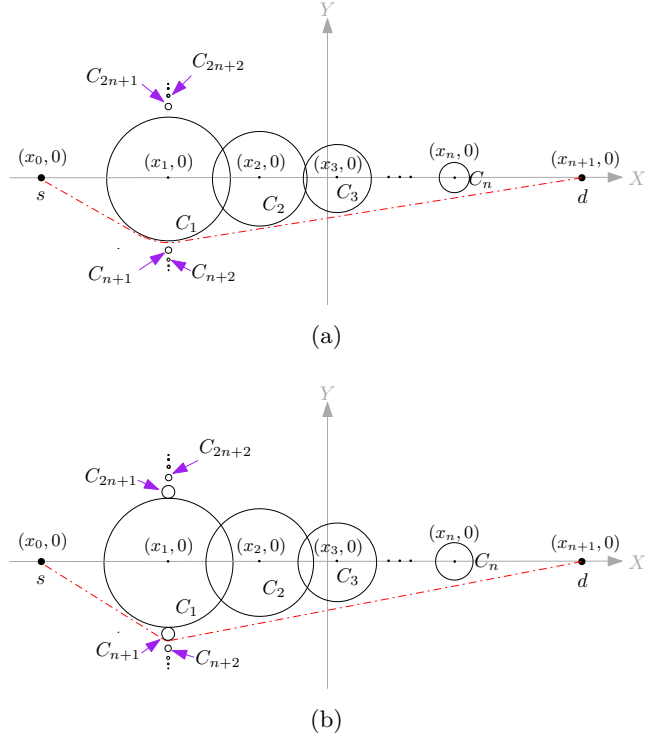 Y
C_{2n+2}
C_{2n+1}
(x_0, 0) (x_1, 0) (x_2, 0) (x_3, 0) (x_n, 0) (x_{n+1}, 0)
X
s C_1 C_2 C_3 C_n d
C_{n+1} C_{n+2}
(a)
Y
C_{2n+2}
C_{2n+1}
(x_0, 0) (x_1, 0) (x_2, 0) (x_3, 0) (x_n, 0) (x_{n+1}, 0)
X
s C_1 C_2 C_3 C_n d
C_{n+1} C_{n+2}
(b)